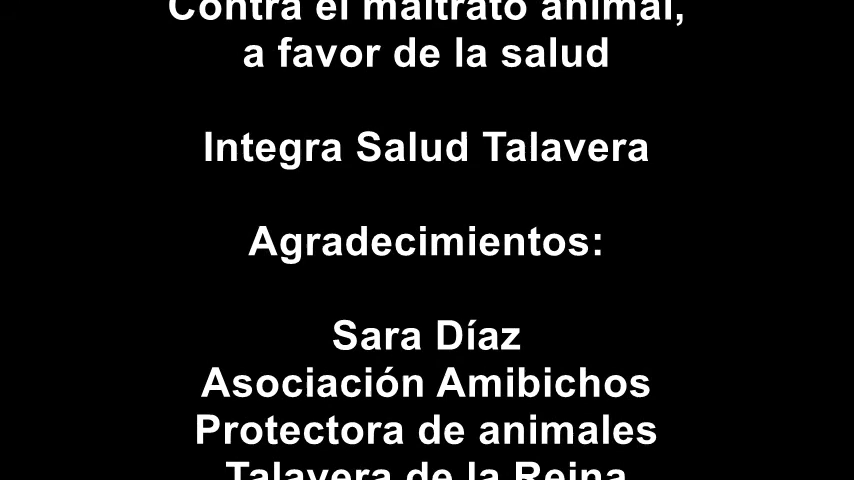 Contra el maltrato animal,
a favor de la salud
Integra Salud Talavera
Agradecimientos:
Sara Díaz
Asociación Amibichos
Protectora de animales
Talavera de la Reina